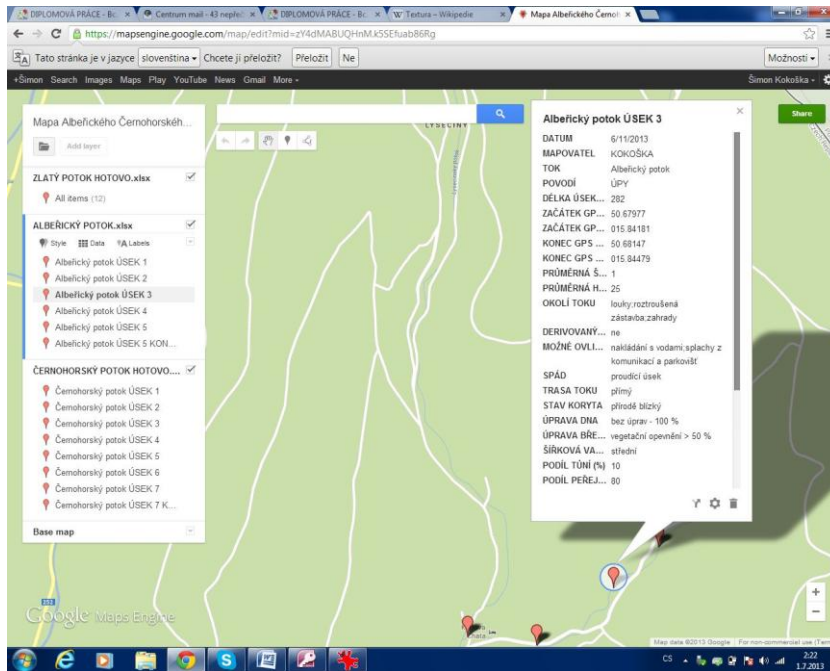 DIPLOMOVÁ PRÁCE - Bc.
Centrum mail - 43 nepřeč
DIPLOMOVÁ PRÁCE - Bc.
Textura – Wikipedie
Mapa Albeřického Černoh
https://mapsengine.google.com/map/edit?mid=zY4dMABUQHnM.k5SEfuab86Rg
Tato stránka je v jazyce slovenština Chcete ji přeložit? Přeložit Ne Možnosti
+Šimon Search Images Maps Play YouTube News Gmail More Šimon Kokoška
Mapa Albeřického Černohorskéh...
Add layer
ZLATÝ POTOK HOTOVO.xlsx
All items (12)
ALBEŘICKÝ POTOK.xlsx
Style Data Labels
Albeřický potok ÚSEK 1
Albeřický potok ÚSEK 2
Albeřický potok ÚSEK 3
Albeřický potok ÚSEK 4
Albeřický potok ÚSEK 5
Albeřický potok ÚSEK 5 KON...
ČERNOHORSKÝ POTOK HOTOVO....
Černohorský potok ÚSEK 1
Černohorský potok ÚSEK 2
Černohorský potok ÚSEK 3
Černohorský potok ÚSEK 4
Černohorský potok ÚSEK 5
Černohorský potok ÚSEK 6
Černohorský potok ÚSEK 7
Černohorský potok ÚSEK 7 K...
Base map
LYSEČINY
Share
Albeřický potok ÚSEK 3
DATUM 6/11/2013
MAPOVATEL KOKOŠKA
TOK Albeřický potok
POVODÍ ÚPY
DÉLKA ÚSEK... 282
ZAČÁTEK GP... 50.67977
ZAČÁTEK GP... 015.84181
KONEC GPS ... 50.68147
KONEC GPS ... 015.84479
PRŮMĚRNÁ Š... 1
PRŮMĚRNÁ H... 25
OKOLÍ TOKU louky;roztroušená
zástavba;zahrady
DERIVOVANÝ... ne
MOŽNÉ OVLI... nakládání s vodami;splachy z
komunikací a parkovišť
SPÁD proudící úsek
TRASA TOKU přímý
STAV KORYTA přírodě blízký
ÚPRAVA DNA bez úprav - 100 %
ÚPRAVA BŘE... vegetační opevnění > 50 %
ŠÍŘKOVÁ VA... střední
PODÍL TŮNÍ (%) 10
PODÍL PEŘEJ... 80
252
Google Maps Engine
Map data ©2013 Google For non-commercial use
CS
2:22
1.7.2013